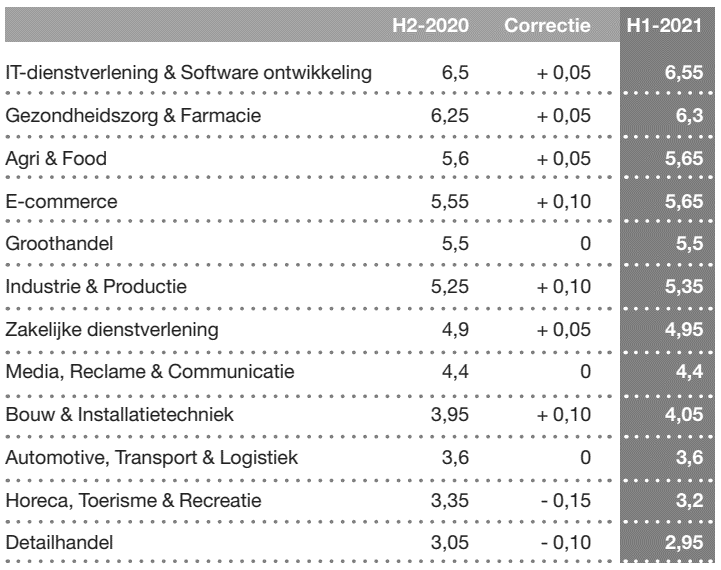 H2-2020 Correctie H1-2021
IT-dienstverlening & Software ontwikkeling 6,5 + 0,05 6,55
Gezondheidszorg & Farmacie 6,25 + 0,05 6,3
Agri & Food 5,6 + 0,05 5,65
E-commerce 5,55 + 0,10 5,65
Groothandel 5,5 0 5,5
Industrie & Productie 5,25 + 0,10 5,35
Zakelijke dienstverlening 4,9 + 0,05 4,95
Media, Reclame & Communicatie 4,4 0 4,4
Bouw & Installatietechniek 3,95 + 0,10 4,05
Automotive, Transport & Logistiek 3,6 0 3,6
Horeca, Toerisme & Recreatie 3,35 - 0,15 3,2
Detailhandel 3,05 - 0,10 2,95